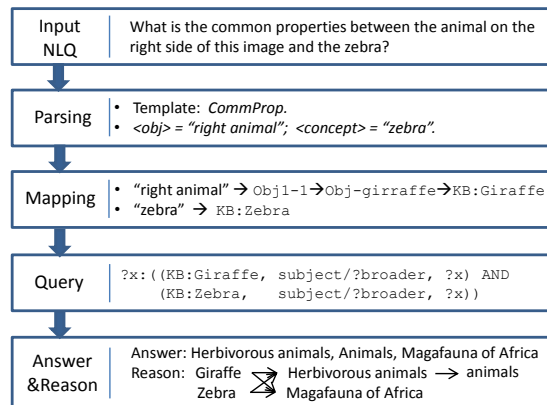 Input
NLQ
What is the common properties between the animal on the
right side of this image and the zebra?
Parsing
• Template: CommProp.
• <obj> = “right animal”; <concept> = “zebra”.
Mapping
• “right animal” → Obj1-1→Obj-girraffe→KB:Giraffe
• “zebra” → KB:Zebra
Query
?x:((KB:Giraffe, subject/?broader, ?x) AND
(KB:Zebra, subject/?broader, ?x))
Answer
&Reason
Answer: Herbivorous animals, Animals, Magafauna of Africa
Reason: Giraffe Herbivorous animals → animals
Zebra Magafauna of Africa